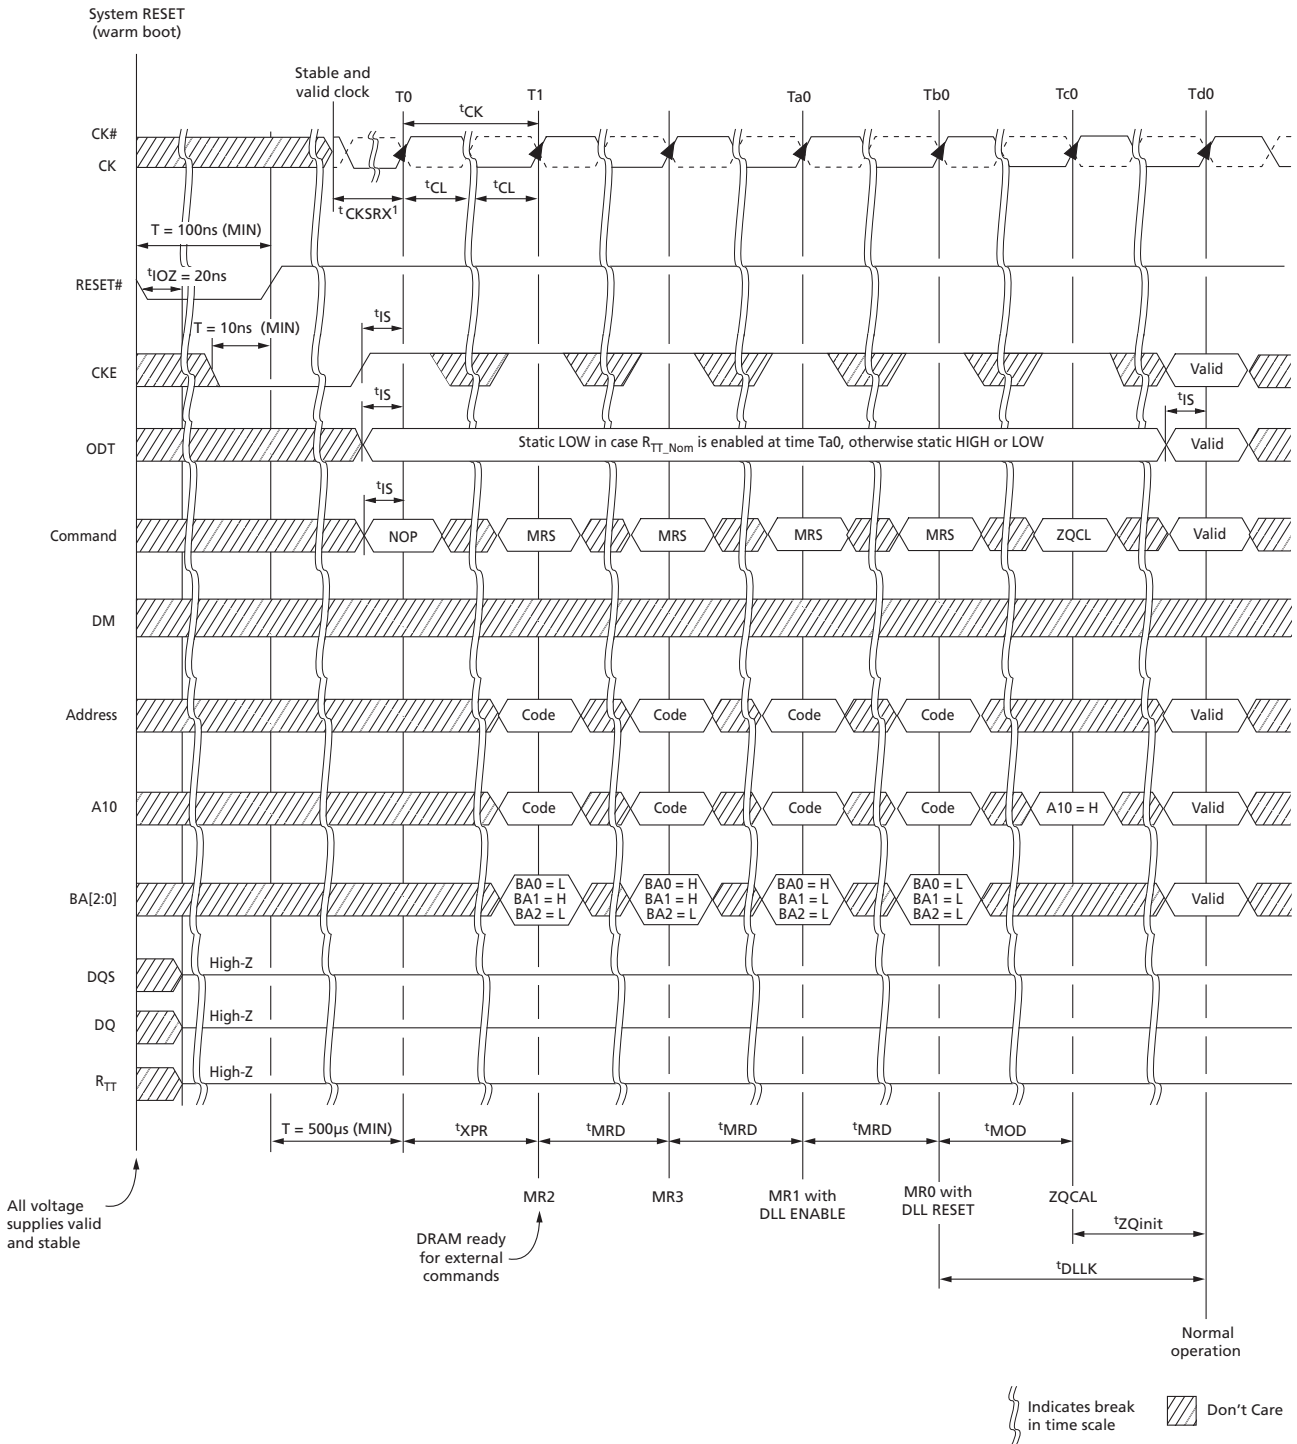 System RESET
(warm boot)
Stable and
valid clock
T0
T1
Ta0
Tb0
Tc0
Td0
tCK
CK#
CK
tCKSRX1
tCL
tCL
T = 100ns (MIN)
tIOZ = 20ns
RESET#
T = 10ns (MIN)
tIS
CKE
Valid
tIS
tIS
ODT
Static LOW in case RTT_Nom is enabled at time Ta0, otherwise static HIGH or LOW
Valid
tIS
Command
NOP
MRS
MRS
MRS
MRS
ZQCL
Valid
DM
Address
Code
Code
Code
Code
Valid
A10
Code
Code
Code
Code
A10 = H
Valid
BA[2:0]
BA0 = L
BA1 = H
BA2 = L
BA0 = H
BA1 = H
BA2 = L
BA0 = H
BA1 = L
BA2 = L
BA0 = L
BA1 = L
BA2 = L
Valid
DQS
High-Z
DQ
High-Z
RTT
High-Z
T = 500µs (MIN)
tXPR
tMRD
tMRD
tMRD
tMOD
All voltage
supplies valid
and stable
MR2
MR3
MR1 with
DLL ENABLE
MR0 with
DLL RESET
ZQCAL
DRAM ready
for external
commands
tZQinit
tDLLK
Normal
operation
Indicates break
in time scale
Don't Care